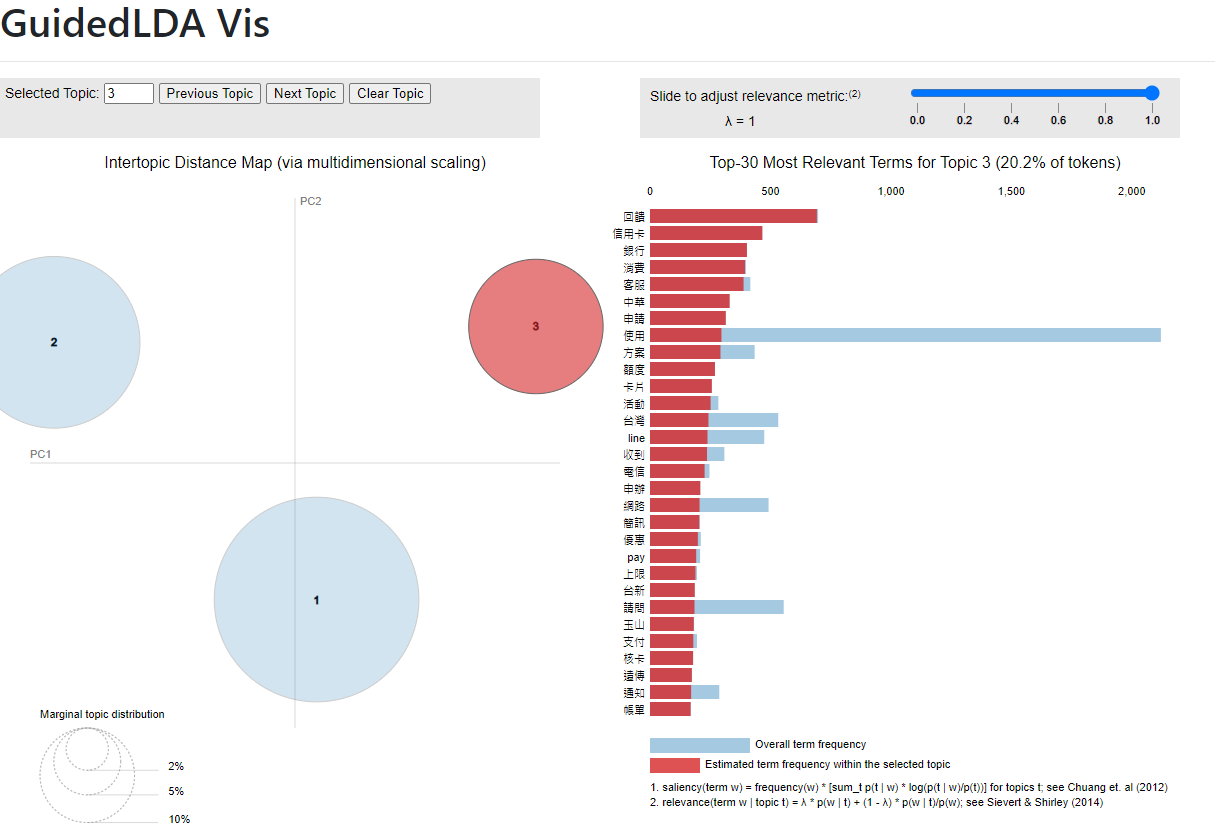 GuidedLDA Vis
Selected Topic: 3 Previous Topic Next Topic Clear Topic
Slide to adjust relevance metric:(2)
λ = 1
0.0 0.2 0.4 0.6 0.8 1.0
Intertopic Distance Map (via multidimensional scaling)
PC2
PC1
2
3
1
Marginal topic distribution
2%
5%
10%
Top-30 Most Relevant Terms for Topic 3 (20.2% of tokens)
0 500 1,000 1,500 2,000
回饋
信用卡
銀行
消費
客服
中華
申請
使用
方案
額度
卡片
活動
台灣
line
收到
電信
申辦
網路
簡訊
優惠
pay
上限
台新
請問
玉山
支付
核卡
遠傳
通知
帳單
Overall term frequency
Estimated term frequency within the selected topic
1. saliency(term w) = frequency(w) * [sum_t p(t | w) * log(p(t | w)/p(t))] for topics t; see Chuang et. al (2012)
2. relevance(term w | topic t) = λ * p(w | t) + (1 - λ) * p(w | t)/p(w); see Sievert & Shirley (2014)